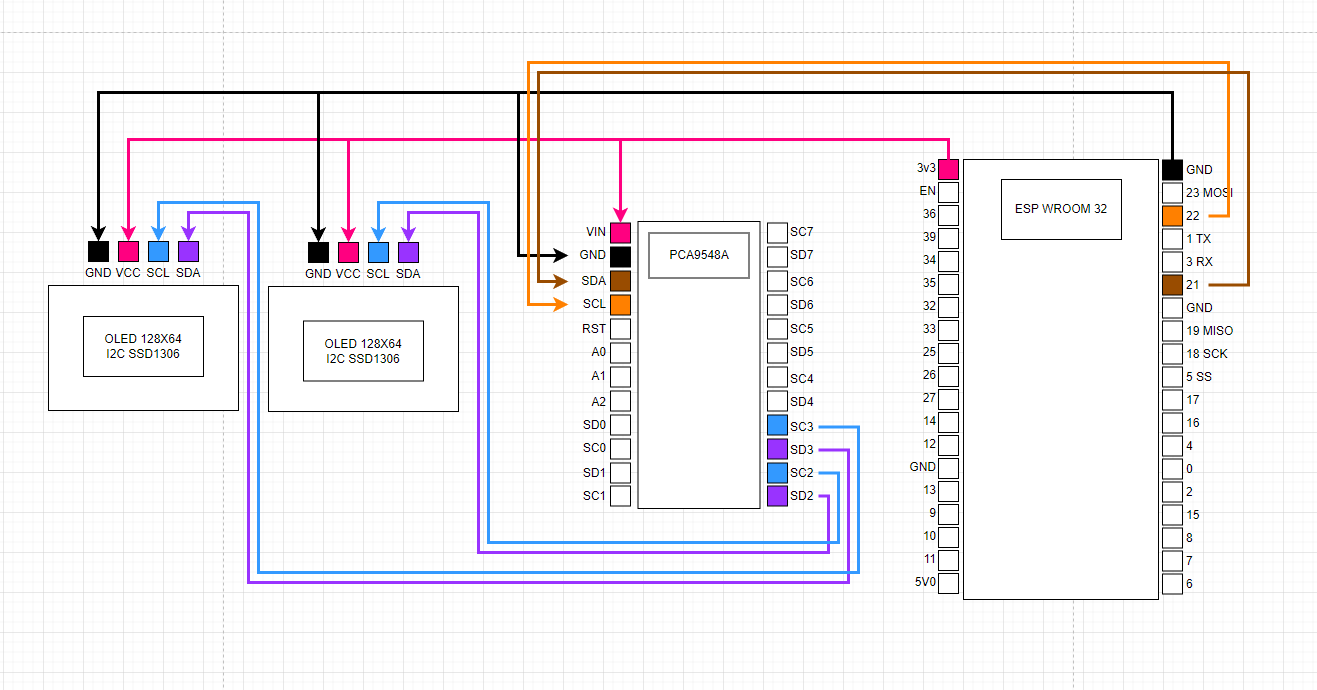 3v3
EN
36
39
34
35
32
33
25
26
27
14
12
GND
13
9
10
11
5V0
ESP WROOM 32
GND
23 MOSI
22
1 TX
3 RX
21
GND
19 MISO
18 SCK
5 SS
17
16
4
0
2
15
8
7
6
VIN
GND
SDA
SCL
RST
A0
A1
A2
SD0
SC0
SD1
SC1
PCA9548A
SC7
SD7
SC6
SD6
SC5
SD5
SC4
SD4
SC3
SD3
SC2
SD2
GND VCC SCL SDA
OLED 128X64
I2C SSD1306
GND VCC SCL SDA
OLED 128X64
I2C SSD1306